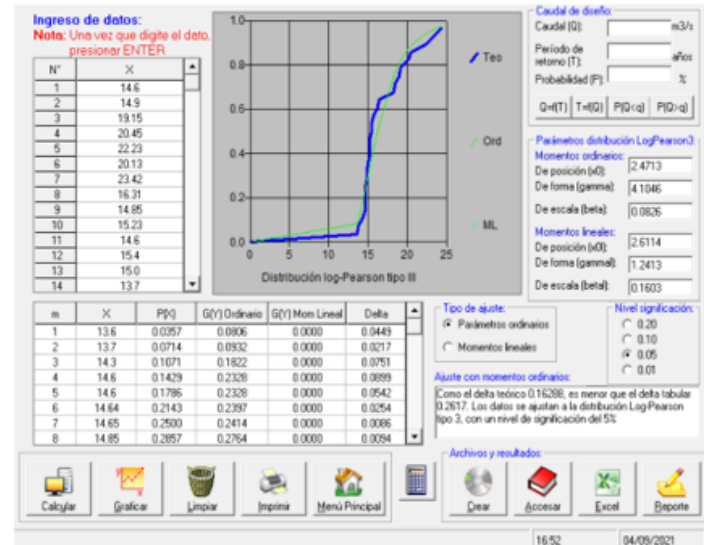 Ingreso de datos:
Nota: Una vez que digite el dato,
presionar ENTER
N° X
1 14.6
2 14.9
3 19.15
4 20.45
5 22.23
6 20.13
7 23.42
8 16.31
9 14.85
10 15.23
11 14.6
12 15.4
13 15.0
14 13.7
1.0
0.8
0.6
0.4
0.2
0.0
0 5 10 15 20 25
Distribución log-Pearson tipo III
Teo
Ord
ML
Caudal de diseño:
Caudal (Q): m3/s
Período de
retorno (T): años
Probabilidad (P): %
Q=f(T) T=f(Q) P(Q<q) P(Q>q)
Parámetros distribución LogPearson3:
Momentos ordinarios:
De posición (x0): 2.4713
De forma (gamma): 4.1046
De escala (beta): 0.0826
Momentos lineales:
De posición (x0l): 2.6114
De forma (gammal): 1.2413
De escala (betal): 0.1603
m X P(X) G(Y) Ordinario G(Y) Mom Lineal Delta
1 13.6 0.0357 0.0806 0.0000 0.0449
2 13.7 0.0714 0.0932 0.0000 0.0217
3 14.3 0.1071 0.1822 0.0000 0.0751
4 14.6 0.1429 0.2328 0.0000 0.0899
5 14.6 0.1786 0.2328 0.0000 0.0542
6 14.64 0.2143 0.2397 0.0000 0.0254
7 14.65 0.2500 0.2414 0.0000 0.0086
8 14.85 0.2857 0.2764 0.0000 0.0094
Tipo de ajuste:
Parámetros ordinarios
Momentos lineales
Nivel significación:
0.20
0.10
0.05
0.01
Ajuste con momentos ordinarios:
Como el delta teórico 0.16288, es menor que el delta tabular
0.2617. Los datos se ajustan a la distribución Log-Pearson
tipo 3, con un nivel de significación del 5%
Calcular Graficar Limpiar Imprimir Menú Principal
Archivos y resultados:
Crear Accesar Excel Reporte
16:52 04/09/2021